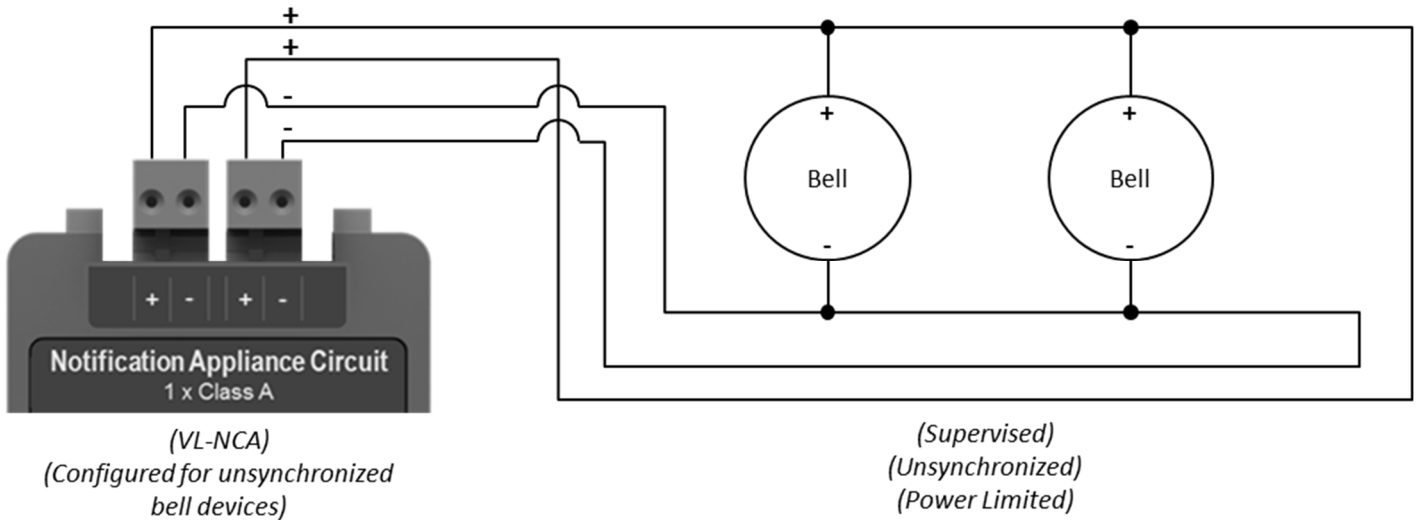 +
+
-
-
+
+
Bell
Bell
-
-
+ - + -
Notification Appliance Circuit
1 x Class A
(VL-NCA)
(Configured for unsynchronized
bell devices)
(Supervised)
(Unsynchronized)
(Power Limited)